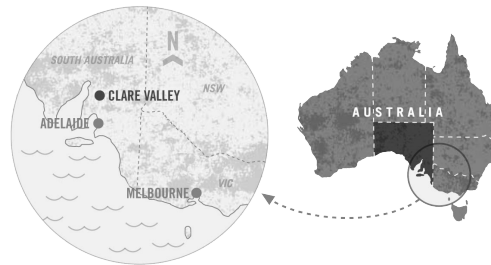 N
SOUTH AUSTRALIA
NSW
CLARE VALLEY
ADELAIDE
AUSTRALIA
VIC
MELBOURNE